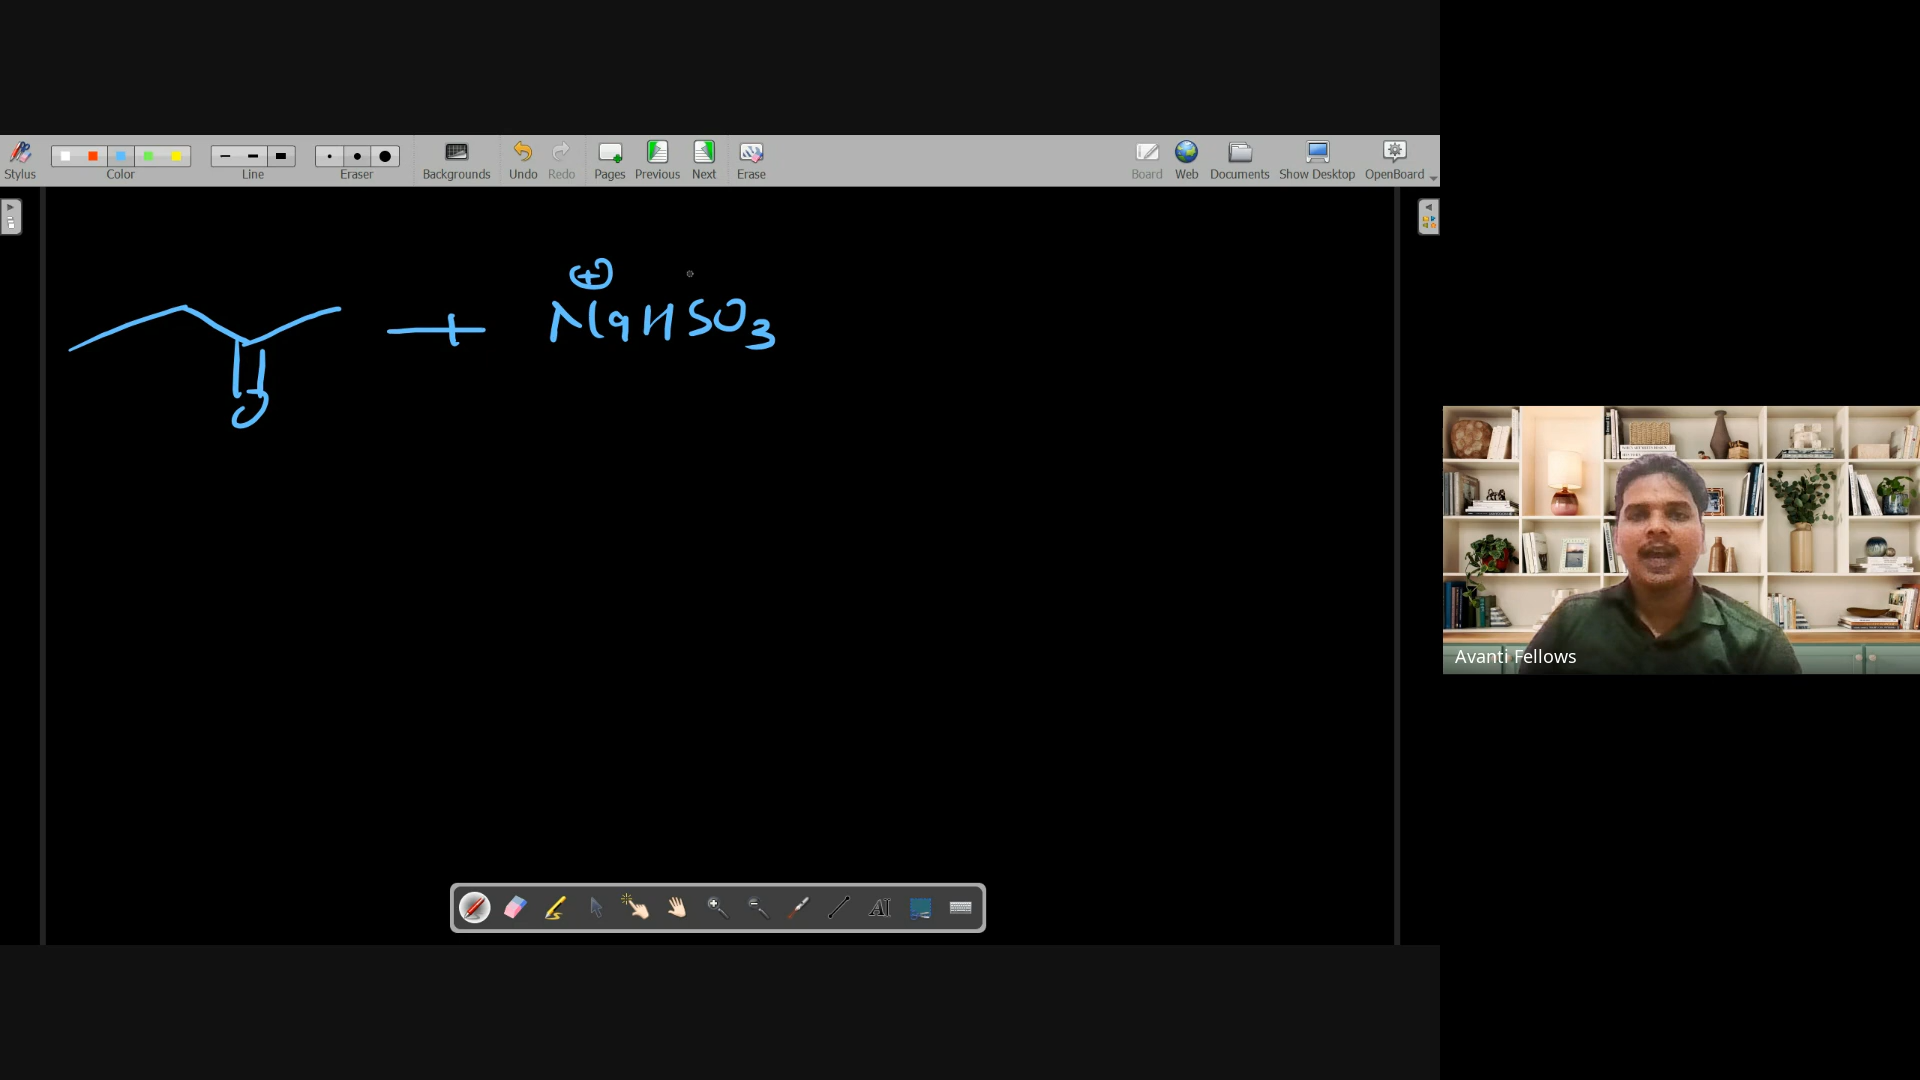 Stylus Color Line Eraser Backgrounds Undo Redo Pages Previous Next Erase Board Web Documents Show Desktop OpenBoard
⊕
+ NaHSO3
O
AI
Avanti Fellows